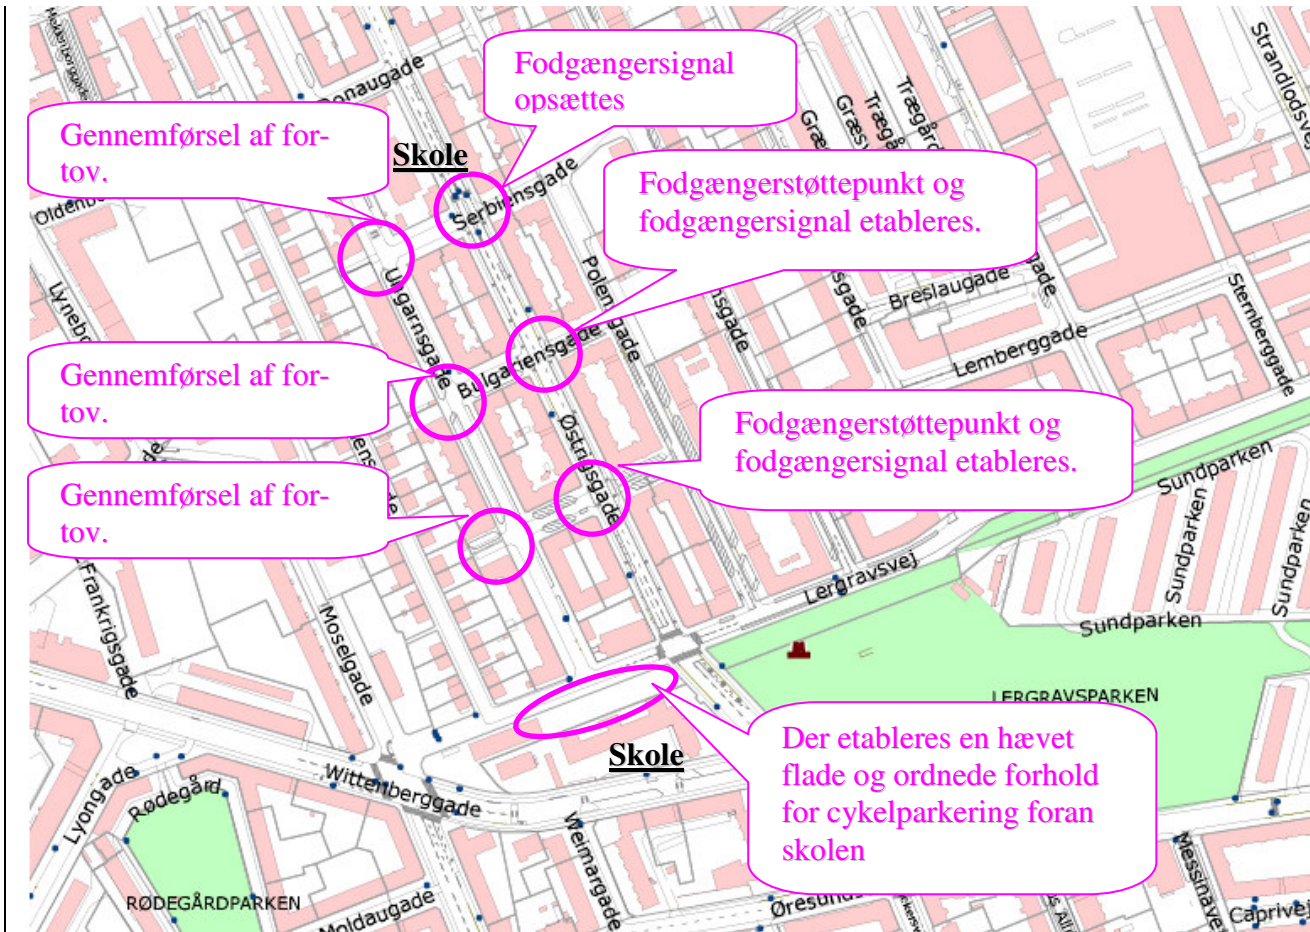 Fodgængersignal
opsættes
Gennemførsel af for-
tov.
Skole
Fodgængerstøttepunkt og
fodgængersignal etableres.
Gennemførsel af for-
tov.
Fodgængerstøttepunkt og
fodgængersignal etableres.
Gennemførsel af for-
tov.
Der etableres en hævet
flade og ordnede forhold
for cykelparkering foran
skolen
Skole
Serbiensgade
Ungarnsgade
Bulgariensgade
Østrigsgade
Breslaugade
Lemberggade
Sternberggade
Strandlodsvej
Sundparken
Sundparken
Sundparken
Sundparken
Lergravsvej
LERGRAVSPARKEN
Frankrigsgade
Moselgade
Wittenberggade
Lyongade
Rødegård
RØDEGÅRDPARKEN
Moldaugade
Weimargade
Caprivej